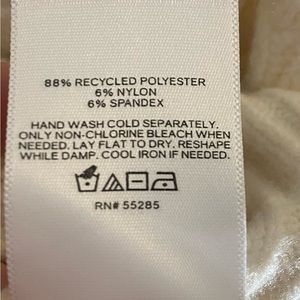 88% RECYCLED POLYESTER
6% NYLON
6% SPANDEX
HAND WASH COLD SEPARATELY.
ONLY NON-CHLORINE BLEACH WHEN
NEEDED. LAY FLAT TO DRY. RESHAPE
WHILE DAMP. COOL IRON IF NEEDED.
RN# 55285